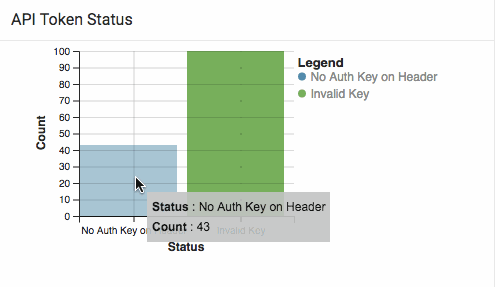 API Token Status
100
90
80
70
60
50
40
30
20
10
0
Count
Legend
No Auth Key on Header
Invalid Key
Status : No Auth Key on Header
Count : 43
No Auth Key on
Invalid Key
Status